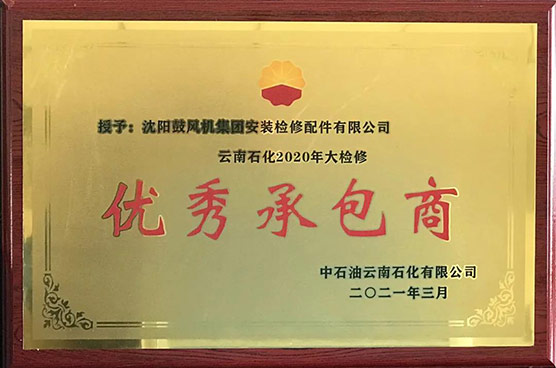 授予：沈阳鼓风机集团安装检修配件有限公司
云南石化2020年大检修
优秀承包商
中石油云南石化有限公司
二〇二一年三月